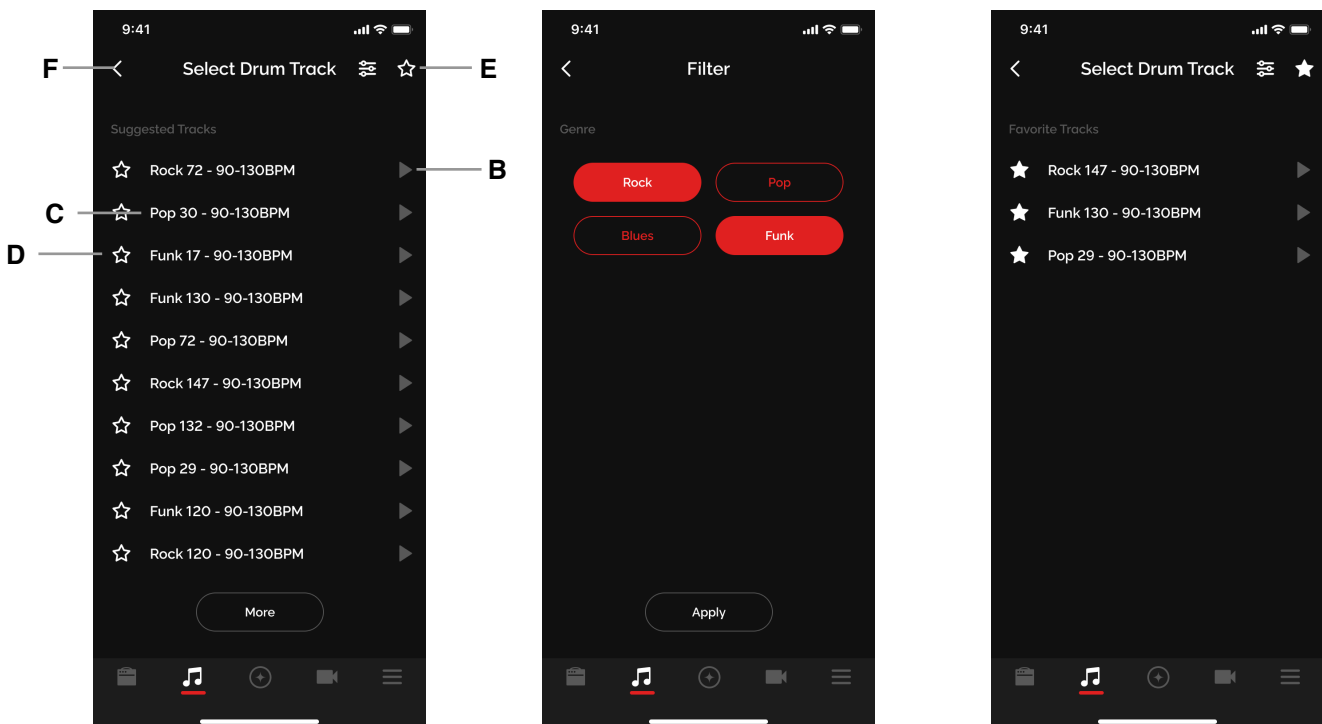 9:41
F
Select Drum Track
E
Suggested Tracks
Rock 72 - 90-130BPM
B
C
Pop 30 - 90-130BPM
D
Funk 17 - 90-130BPM
Funk 130 - 90-130BPM
Pop 72 - 90-130BPM
Rock 147 - 90-130BPM
Pop 132 - 90-130BPM
Pop 29 - 90-130BPM
Funk 120 - 90-130BPM
Rock 120 - 90-130BPM
More
9:41
Filter
Genre
Rock
Pop
Blues
Funk
Apply
9:41
Select Drum Track
Favorite Tracks
Rock 147 - 90-130BPM
Funk 130 - 90-130BPM
Pop 29 - 90-130BPM